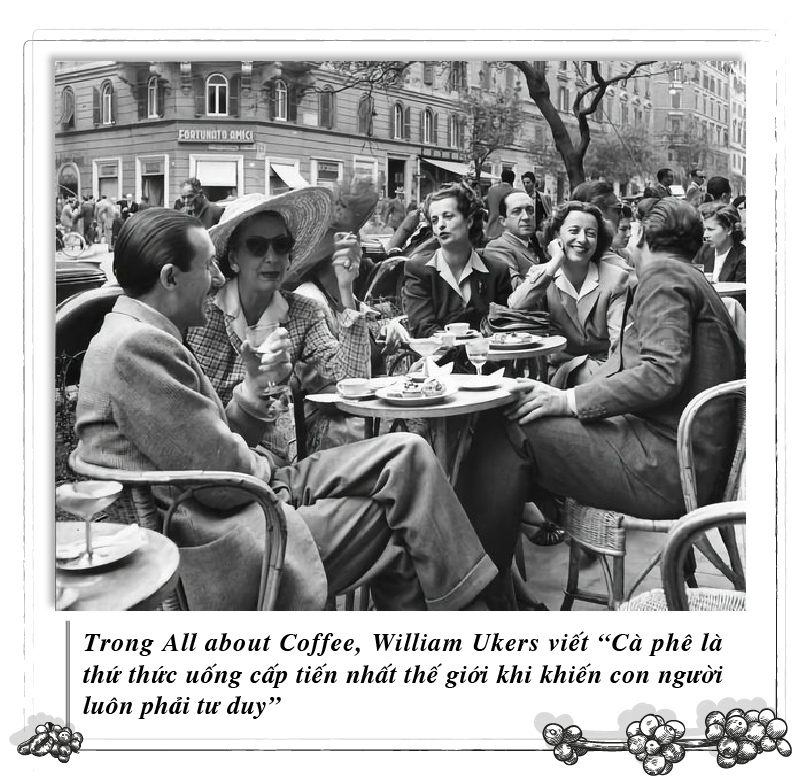 FORTUNATO AMICI
Trong All about Coffee, William Ukers viết “Cà phê là
thứ thức uống cấp tiến nhất thế giới khi khiến con người
luôn phải tư duy”